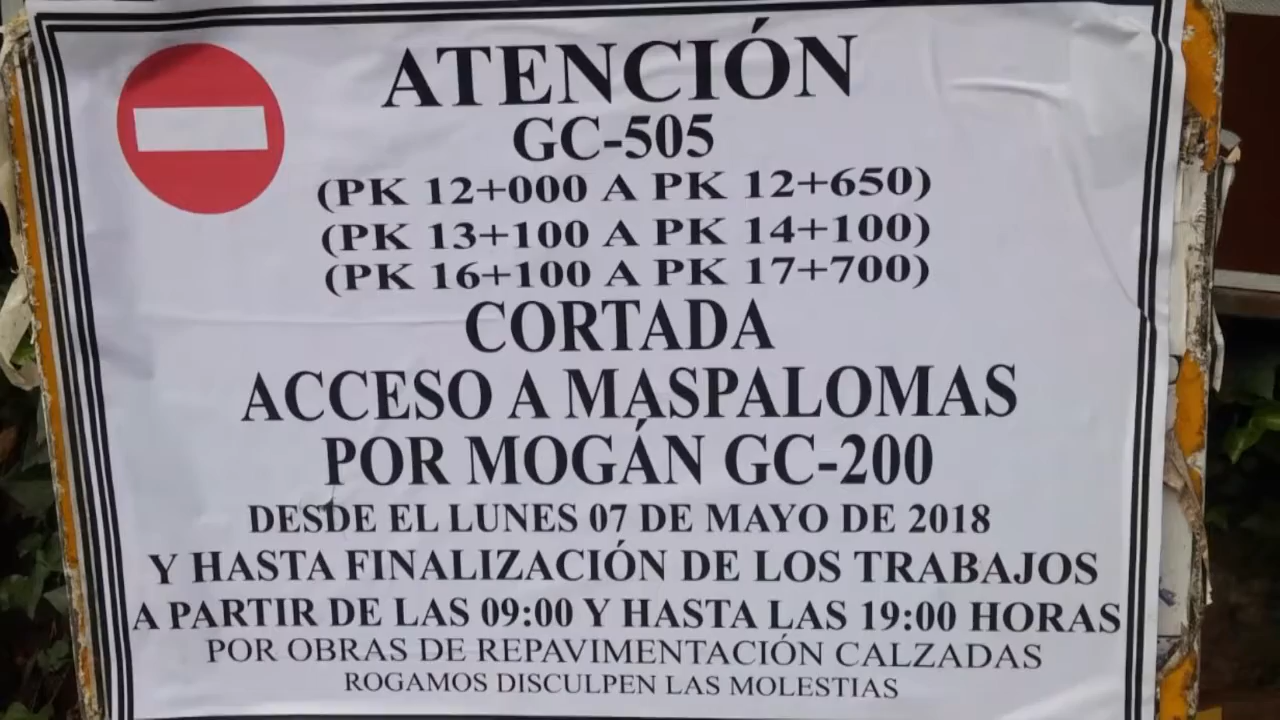 ATENCIÓN
GC-505
(PK 12+000 A PK 12+650)
(PK 13+100 A PK 14+100)
(PK 16+100 A PK 17+700)
CORTADA
ACCESO A MASPALOMAS
POR MOGÁN GC-200
DESDE EL LUNES 07 DE MAYO DE 2018
Y HASTA FINALIZACIÓN DE LOS TRABAJOS
A PARTIR DE LAS 09:00 Y HASTA LAS 19:00 HORAS
POR OBRAS DE REPAVIMENTACIÓN CALZADAS
ROGAMOS DISCULPEN LAS MOLESTIAS